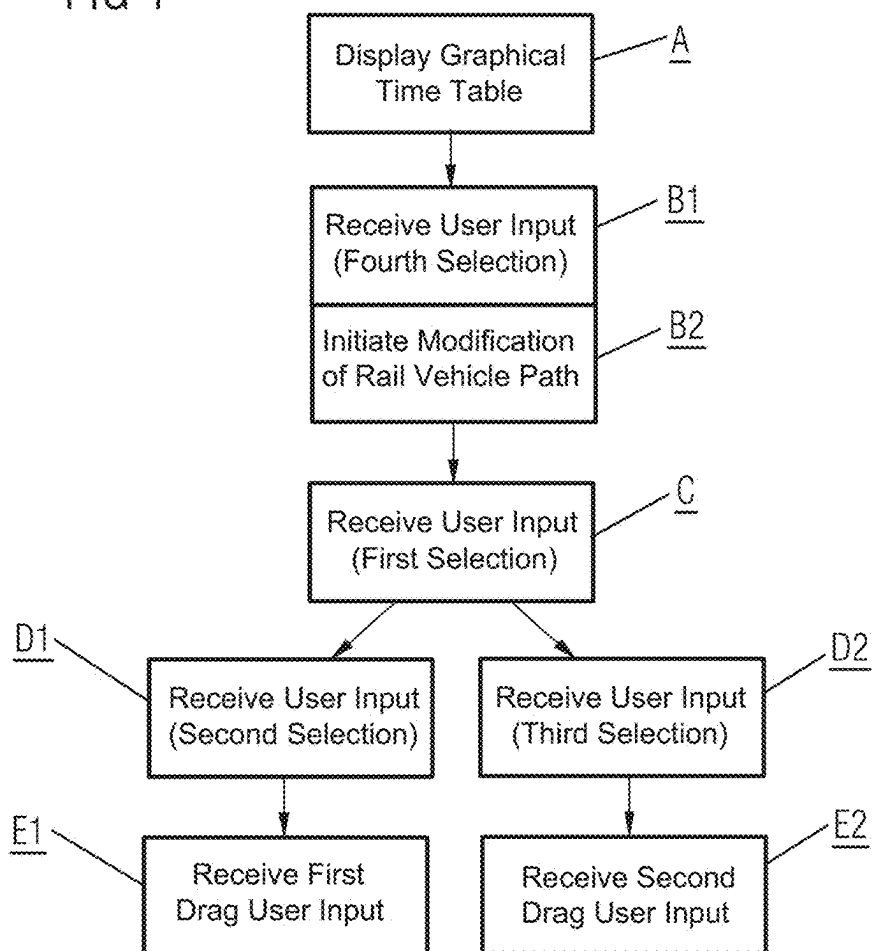 Display Graphical
Time Table
A
Receive User Input
(Fourth Selection)
B1
Initiate Modification
of Rail Vehicle Path
B2
Receive User Input
(First Selection)
C
D1
Receive User Input
(Second Selection)
Receive User Input
(Third Selection)
D2
E1
Receive First
Drag User Input
Receive Second
Drag User Input
E2